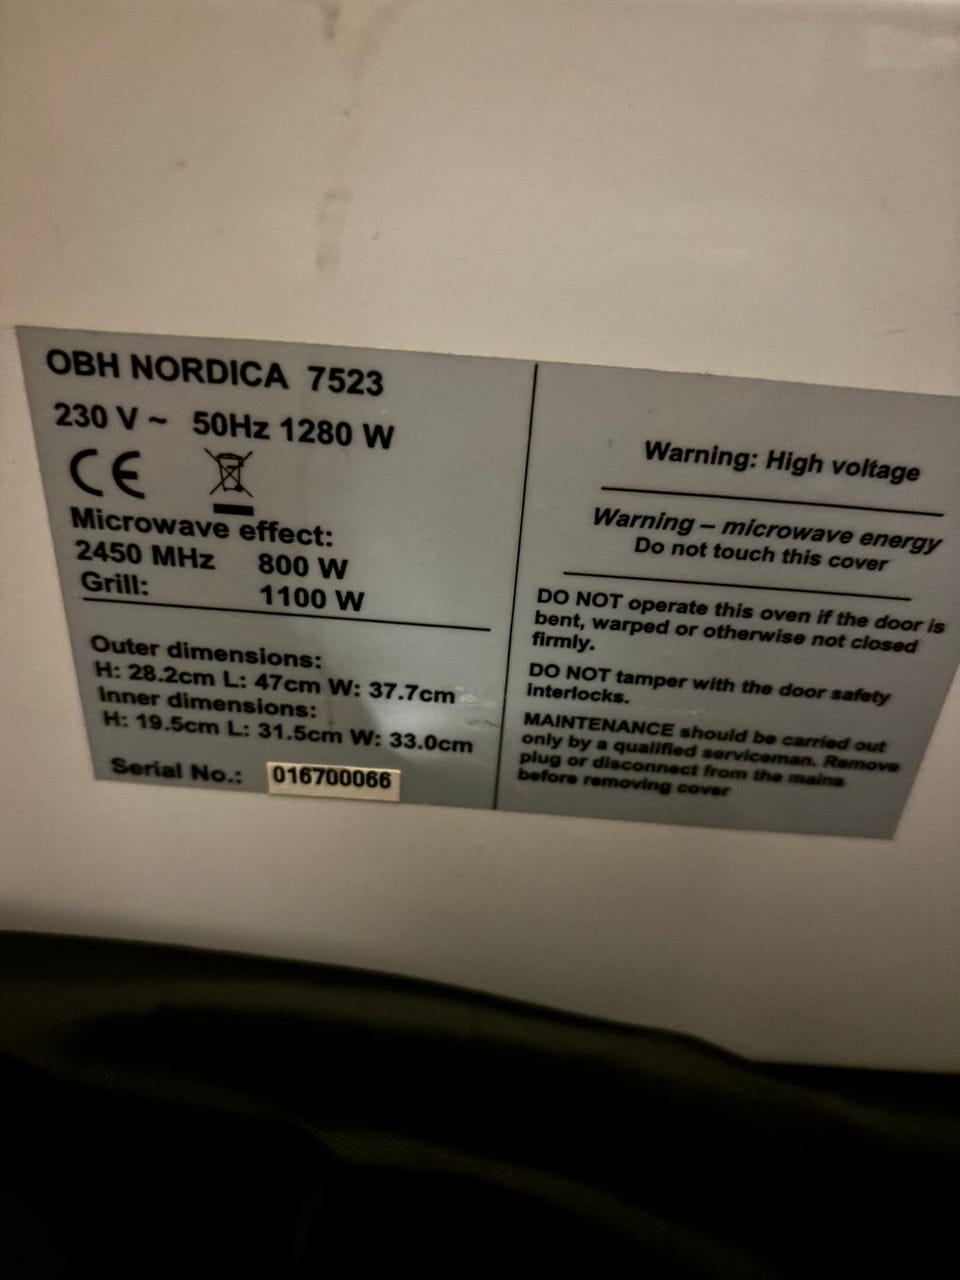 OBH NORDICA 7523
230 V ~ 50Hz 1280 W
CE
Microwave effect:
2450 MHz 800 W
Grill: 1100 W
Outer dimensions:
H: 28.2cm L: 47cm W: 37.7cm
Inner dimensions:
H: 19.5cm L: 31.5cm W: 33.0cm
Serial No.: 016700066
Warning: High voltage
Warning – microwave energy
Do not touch this cover
DO NOT operate this oven if the door is
bent, warped or otherwise not closed
firmly.
DO NOT tamper with the door safety
interlocks.
MAINTENANCE should be carried out
only by a qualified serviceman. Remove
plug or disconnect from the mains
before removing cover